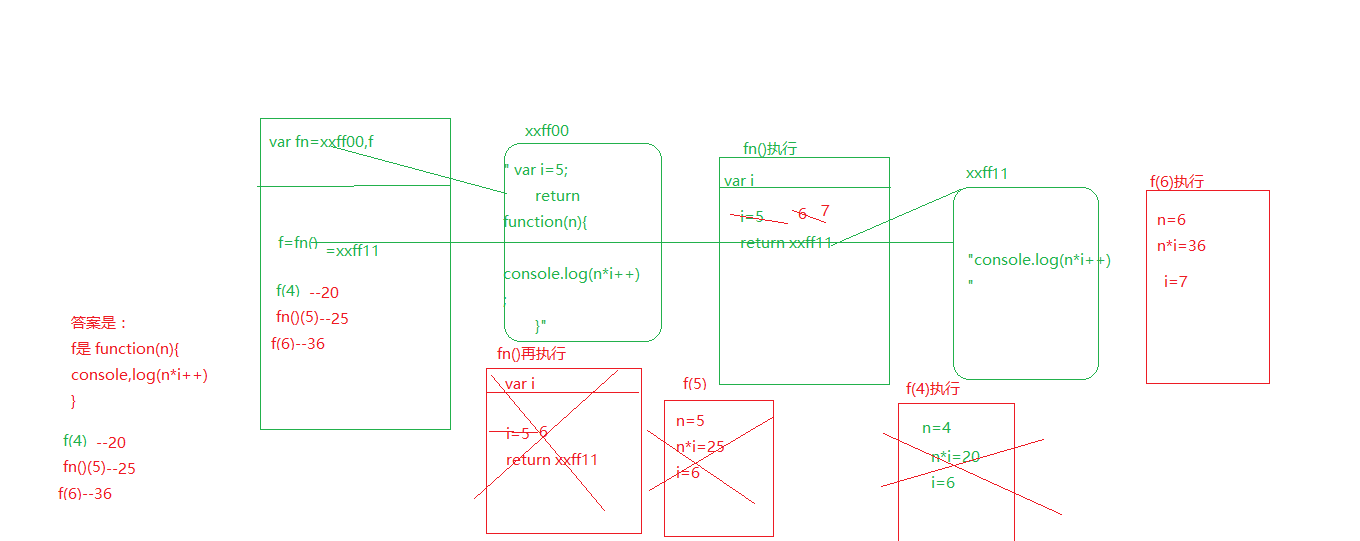 var fn=xxff00,f
f=fn()
=xxff11
f(4) --20
fn()(5)--25
f(6)--36
答案是：
f是 function(n){
console,log(n*i++)
}
f(4) --20
fn()(5)--25
f(6)--36
xxff00
" var i=5;
return
function(n){
console.log(n*i++)
;
}"
fn()再执行
var i
i=5 6
return xxff11
f(5)
n=5
n*i=25
i=6
fn()执行
var i
i=5 6 7
return xxff11
f(4)执行
n=4
n*i=20
i=6
xxff11
"console.log(n*i++)
"
f(6)执行
n=6
n*i=36
i=7